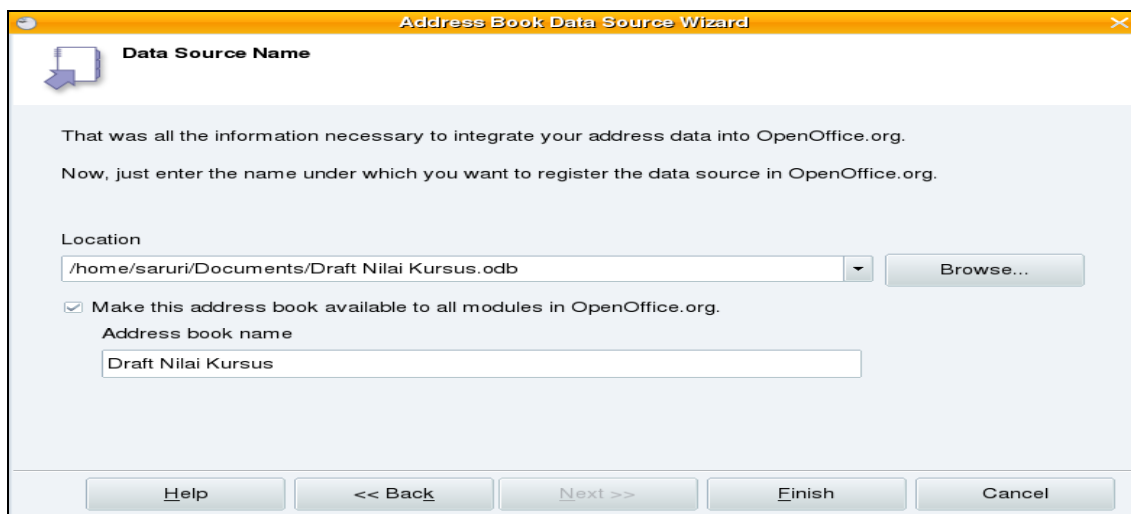 Address Book Data Source Wizard
Data Source Name
That was all the information necessary to integrate your address data into OpenOffice.org.
Now, just enter the name under which you want to register the data source in OpenOffice.org.
Location
/home/saruri/Documents/Draft Nilai Kursus.odb
Browse...
Make this address book available to all modules in OpenOffice.org.
Address book name
Draft Nilai Kursus
Help
<< Back
Next >>
Finish
Cancel